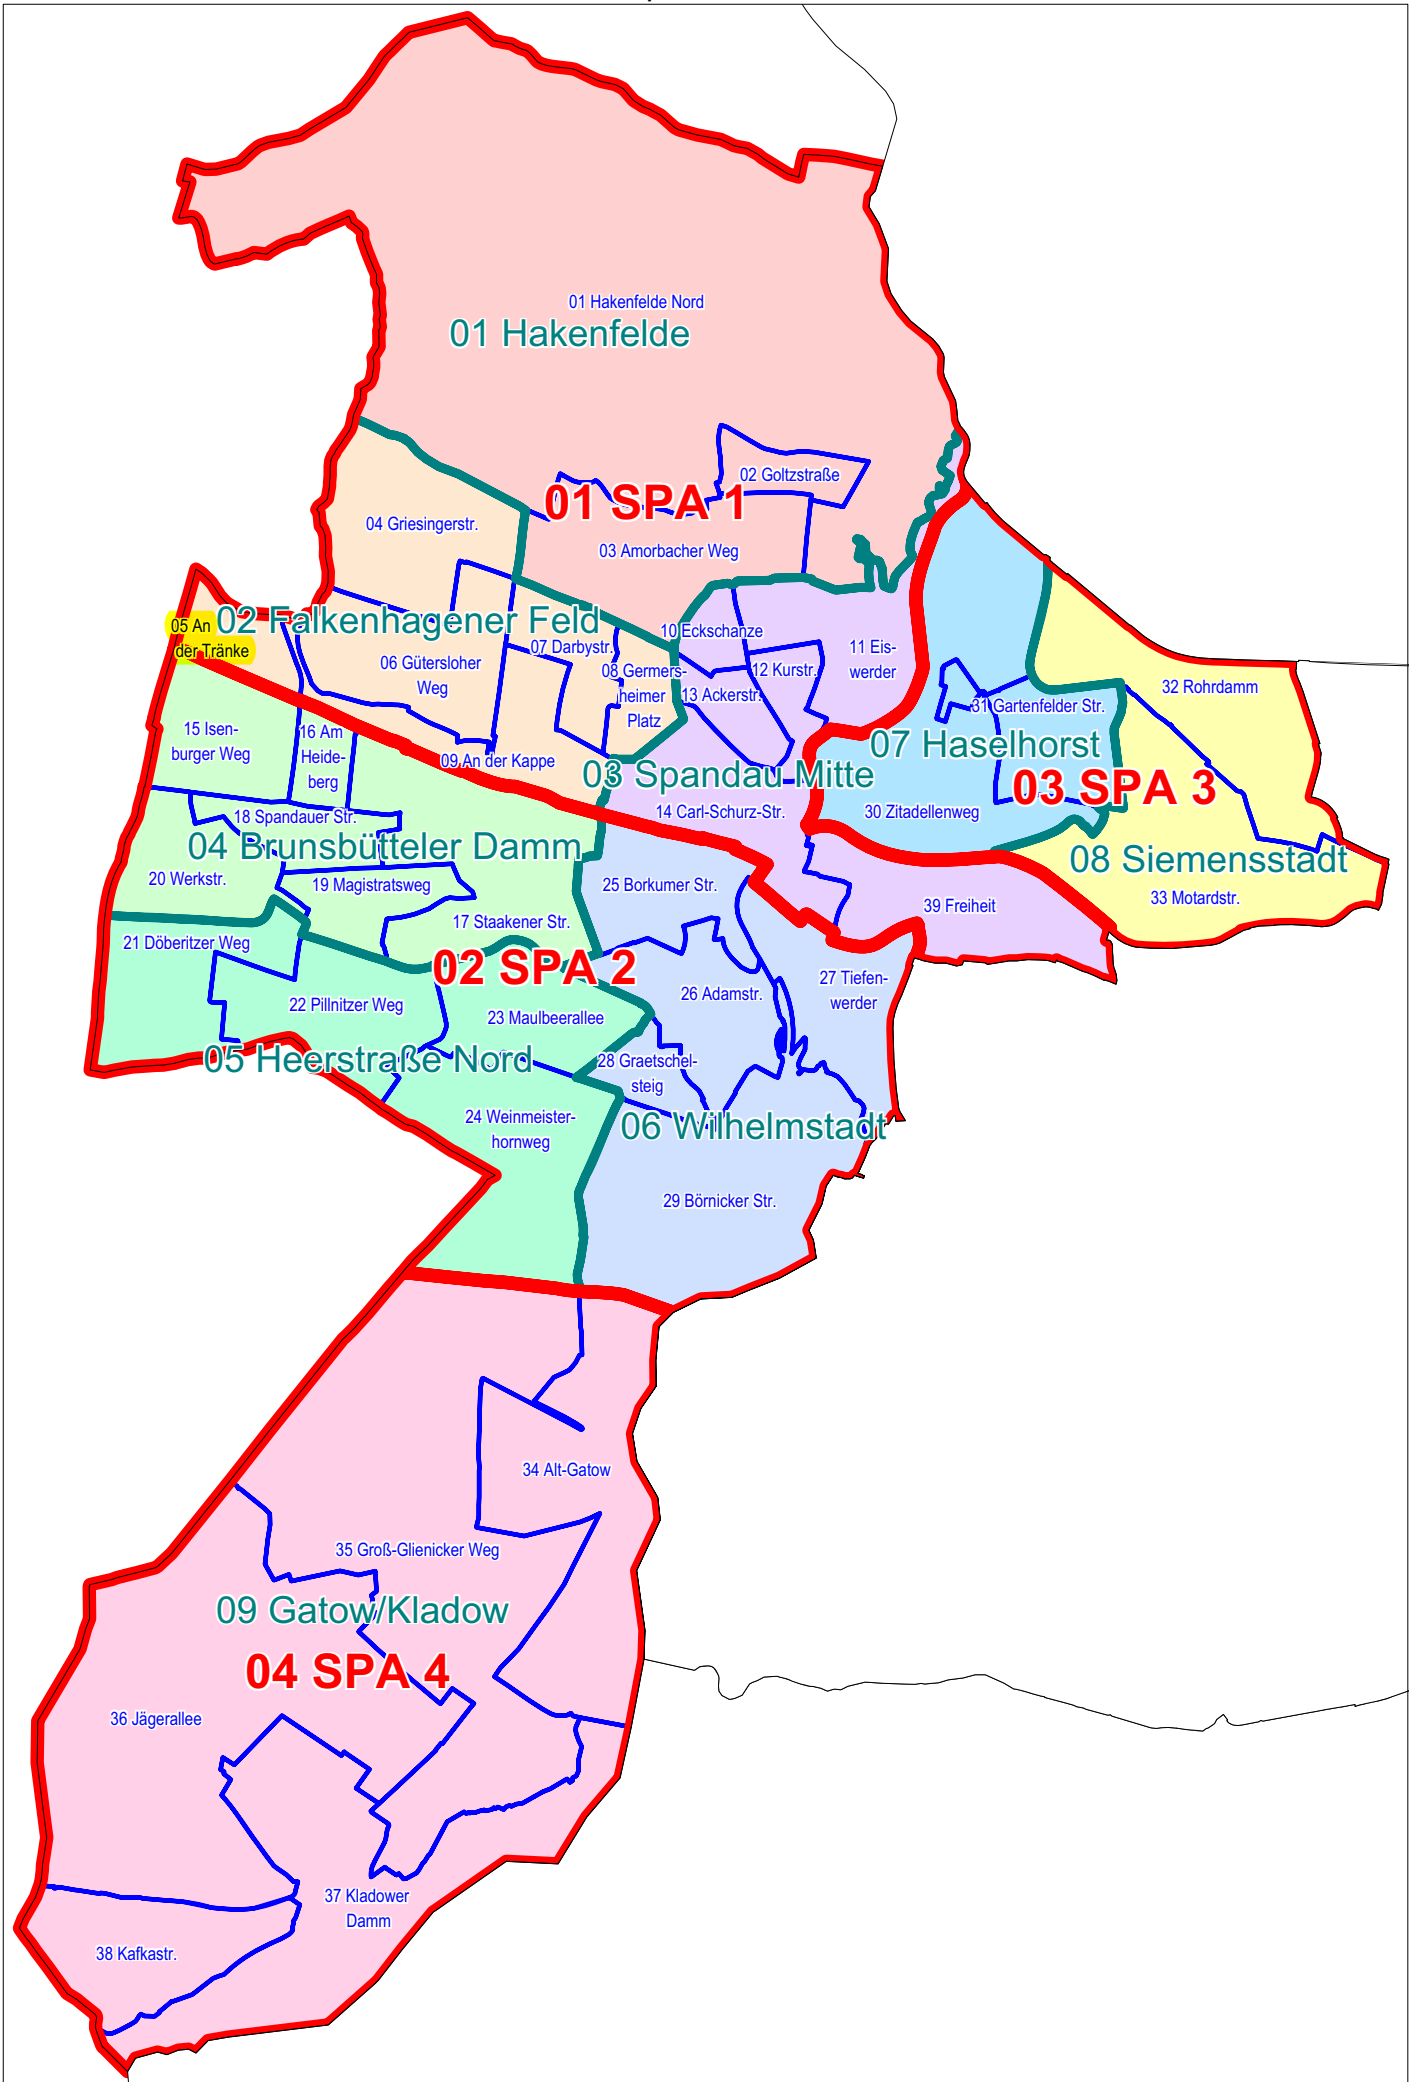 01 Hakenfelde Nord
01 Hakenfelde
02 Goltzstraße
01 SPA 1
04 Griesingerstr.
03 Amorbacher Weg
05 An
der Tränke
02 Falkenhagener Feld
10 Eckschanze
07 Darbystr.
11 Eis-
werder
06 Gütersloher
Weg
08 Germers-
heimer
Platz
12 Kurstr.
13 Ackerstr.
32 Rohrdamm
31 Gartenfelder Str.
15 Isen-
burger Weg
16 Am
Heide-
berg
07 Haselhorst
09 An der Kappe
03 Spandau Mitte
03 SPA 3
14 Carl-Schurz-Str.
30 Zitadellenweg
18 Spandauer Str.
04 Brunsbütteler Damm
08 Siemensstadt
20 Werkstr.
19 Magistratsweg
25 Borkumer Str.
33 Motardstr.
39 Freiheit
17 Staakener Str.
21 Döberitzer Weg
02 SPA 2
27 Tiefen-
werder
26 Adamstr.
22 Pillnitzer Weg
23 Maulbeerallee
05 Heerstraße Nord
28 Graetschel-
steig
24 Weinmeister-
hornweg
06 Wilhelmstadt
29 Börnicker Str.
34 Alt-Gatow
35 Groß-Glienicker Weg
09 Gatow/Kladow
04 SPA 4
36 Jägerallee
37 Kladower
Damm
38 Kafkastr.